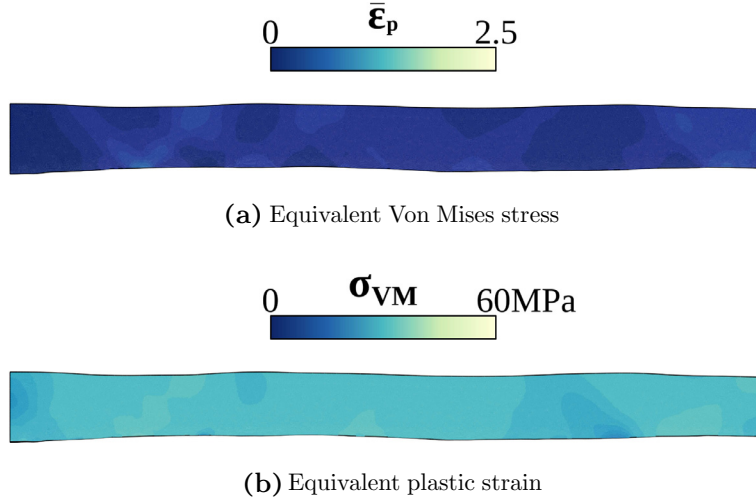 ε̄p
0 2.5
(a) Equivalent Von Mises stress
σVM
0 60MPa
(b) Equivalent plastic strain